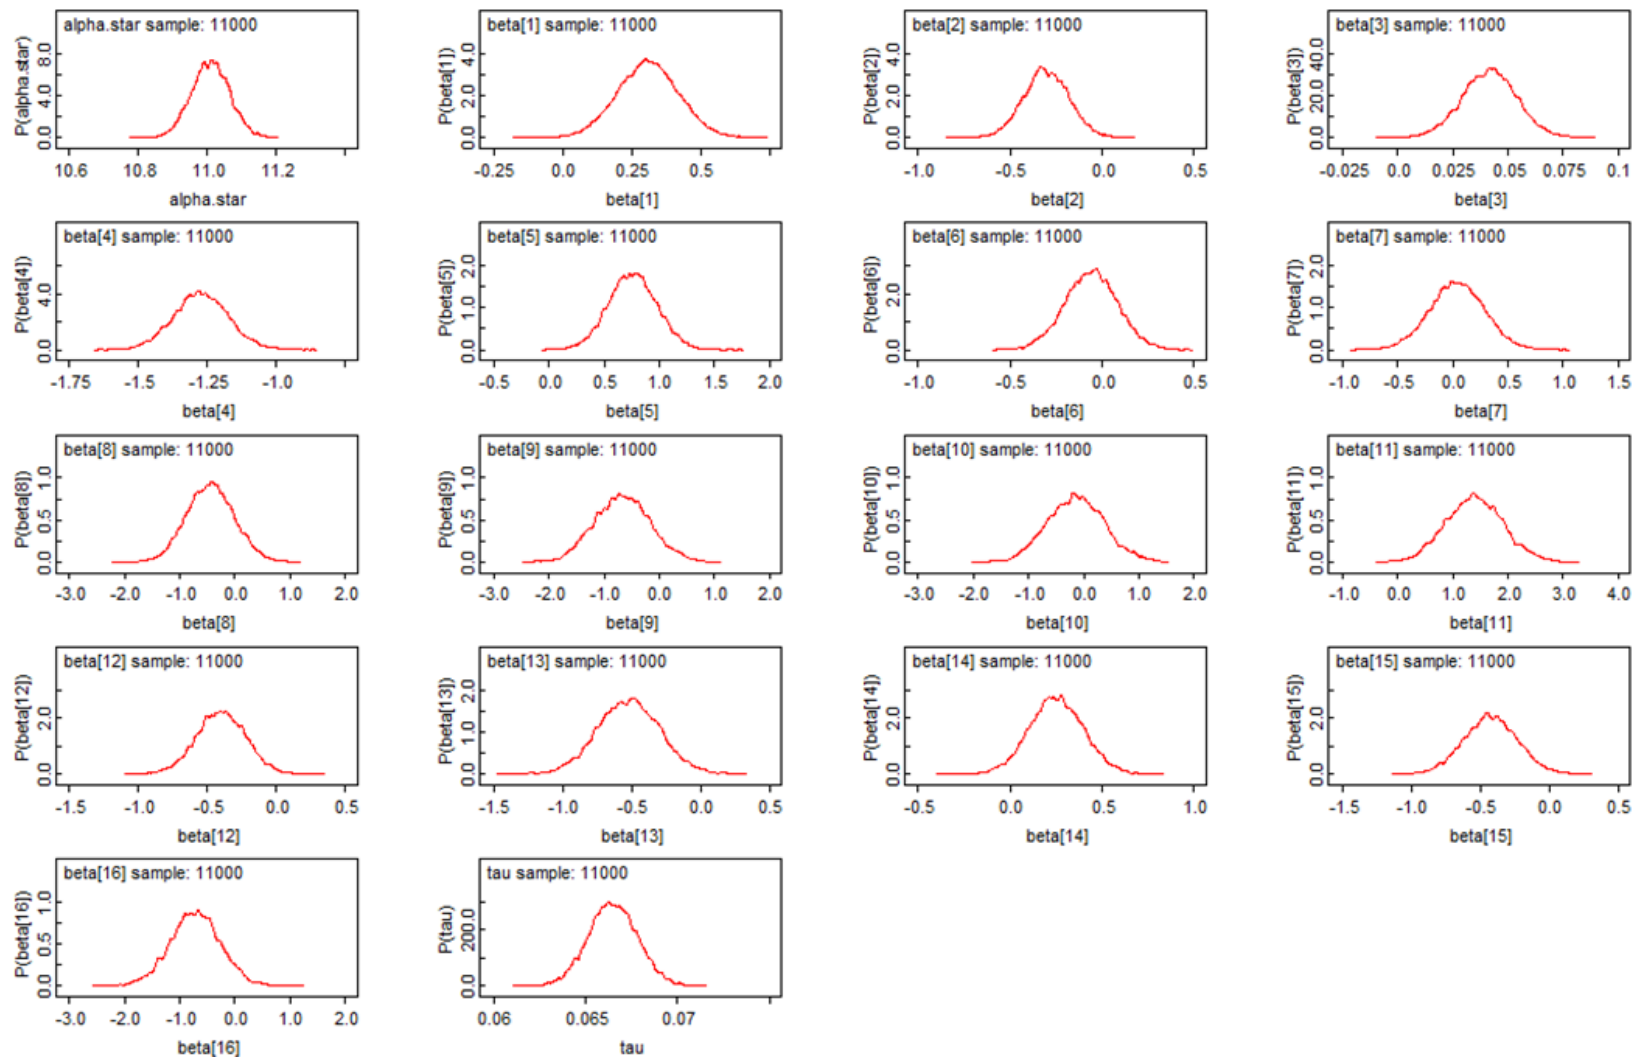 alpha.star sample: 11000
P(alpha.star)
8.0
4.0
0.0
10.6 10.8 11.0 11.2
alpha.star
beta[1] sample: 11000
P(beta[1])
4.0
2.0
0.0
-0.25 0.0 0.25 0.5
beta[1]
beta[2] sample: 11000
P(beta[2])
4.0
2.0
0.0
-1.0 -0.5 0.0 0.5
beta[2]
beta[3] sample: 11000
P(beta[3])
40.0
20.0
0.0
-0.025 0.0 0.025 0.05 0.075 0.1
beta[3]
beta[4] sample: 11000
P(beta[4])
4.0
0.0
-1.75 -1.5 -1.25 -1.0
beta[4]
beta[5] sample: 11000
P(beta[5])
2.0
1.0
0.0
-0.5 0.0 0.5 1.0 1.5 2.0
beta[5]
beta[6] sample: 11000
P(beta[6])
2.0
0.0
-1.0 -0.5 0.0 0.5
beta[6]
beta[7] sample: 11000
P(beta[7])
2.0
1.0
0.0
-1.0 -0.5 0.0 0.5 1.0 1.5
beta[7]
beta[8] sample: 11000
P(beta[8])
1.0
0.5
0.0
-3.0 -2.0 -1.0 0.0 1.0 2.0
beta[8]
beta[9] sample: 11000
P(beta[9])
1.0
0.5
0.0
-3.0 -2.0 -1.0 0.0 1.0 2.0
beta[9]
beta[10] sample: 11000
P(beta[10])
1.0
0.5
0.0
-3.0 -2.0 -1.0 0.0 1.0 2.0
beta[10]
beta[11] sample: 11000
P(beta[11])
1.0
0.5
0.0
-1.0 0.0 1.0 2.0 3.0 4.0
beta[11]
beta[12] sample: 11000
P(beta[12])
2.0
0.0
-1.5 -1.0 -0.5 0.0 0.5
beta[12]
beta[13] sample: 11000
P(beta[13])
2.0
1.0
0.0
-1.5 -1.0 -0.5 0.0 0.5
beta[13]
beta[14] sample: 11000
P(beta[14])
2.0
0.0
-0.5 0.0 0.5 1.0
beta[14]
beta[15] sample: 11000
P(beta[15])
2.0
0.0
-1.5 -1.0 -0.5 0.0 0.5
beta[15]
beta[16] sample: 11000
P(beta[16])
1.0
0.5
0.0
-3.0 -2.0 -1.0 0.0 1.0 2.0
beta[16]
tau sample: 11000
P(tau)
200.0
0.0
0.06 0.065 0.07
tau